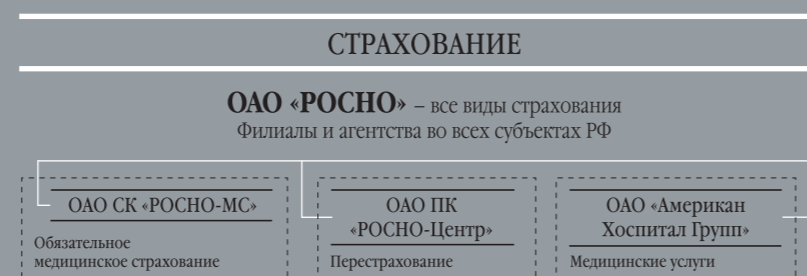 СТРАХОВАНИЕ
ОАО «РОСНО» – все виды страхования
Филиалы и агентства во всех субъектах РФ
ОАО СК «РОСНО-МС»
Обязательное
медицинское страхование
ОАО ПК
«РОСНО-Центр»
Перестрахование
ОАО «Американ
Хоспитал Групп»
Медицинские услуги